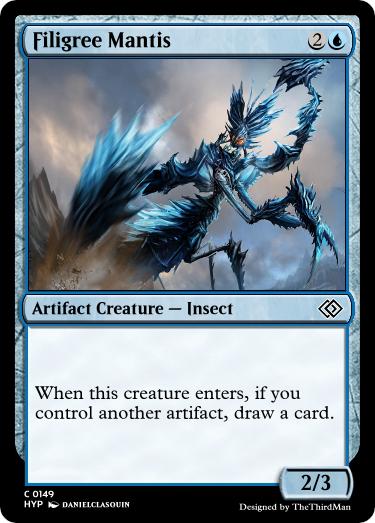 Filigree Mantis 2
Artifact Creature — Insect
When this creature enters, if you
control another artifact, draw a card.
2/3
C 0149
HYP DANIELCLASOUIN
Designed by TheThirdMan